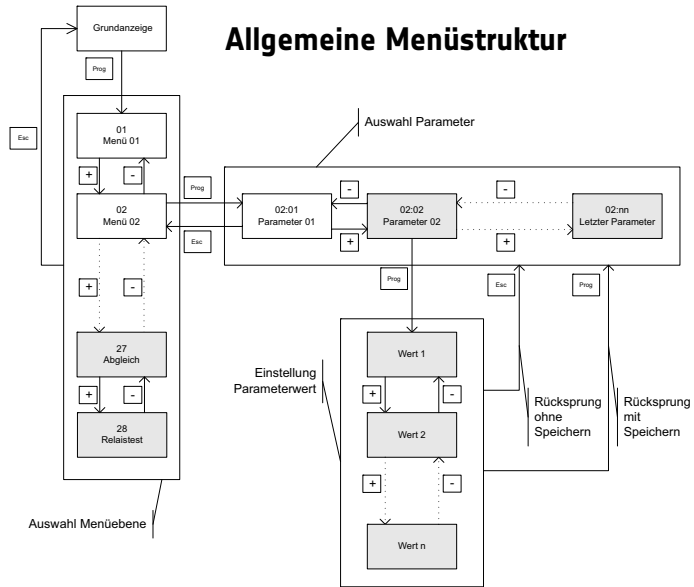 Allgemeine Menüstruktur
Grundanzeige
Prog
Esc
01
Menü 01
+
-
02
Menü 02
+
-
27
Abgleich
+
-
28
Relaistest
Auswahl Menüebene
Prog
Esc
Auswahl Parameter
02:01
Parameter 01
-
+
02:02
Parameter 02
-
+
02:nn
Letzter Parameter
Prog
Esc
Prog
Einstellung
Parameterwert
Wert 1
+
-
Wert 2
+
-
Wert n
Rücksprung
ohne
Speichern
Rücksprung
mit
Speichern